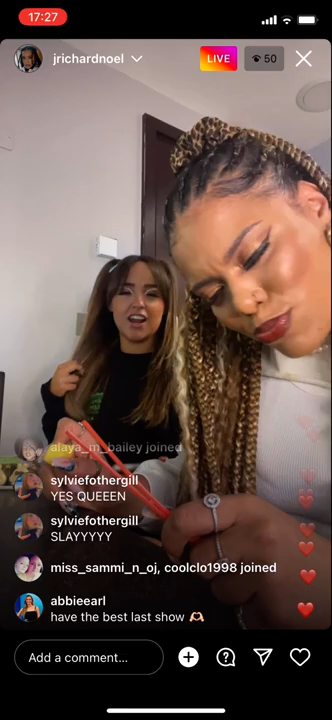 17:27
jrichardnoel
LIVE
50
alaya_m_bailey joined
sylviefothergill
YES QUEEEN
sylviefothergill
SLAYYYYY
miss_sammi_n_oj, coolclo1998 joined
abbieearl
have the best last show 🫶🏽
Add a comment...